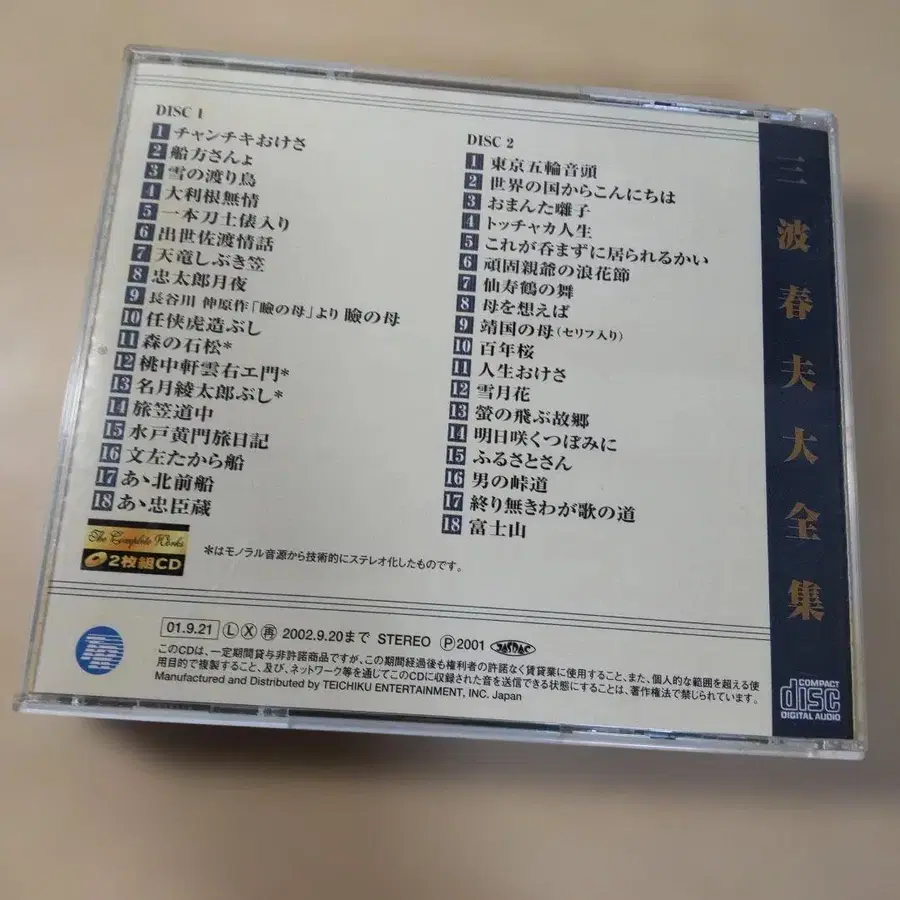 DISC 1
1 チャンチキおけさ
2 船方さんょ
3 雪の渡り鳥
4 大利根無情
5 一本刀土俵入り
6 出世佐渡情話
7 天竜しぶき笠
8 忠太郎月夜
9 長谷川 伸原作「瞼の母」より 瞼の母
10 任侠虎造ぶし
11 森の石松*
12 桃中軒雲右エ門*
13 名月綾太郎ぶし*
14 旅笠道中
15 水戸黄門旅日記
16 文左たから船
17 あゝ北前船
18 あゝ忠臣蔵
DISC 2
1 東京五輪音頭
2 世界の国からこんにちは
3 おまんた囃子
4 トッチャカ人生
5 これが呑まずに居られるかい
6 頑固親爺の浪花節
7 仙寿鶴の舞
8 母を想えば
9 靖国の母(セリフ入り)
10 百年桜
11 人生おけさ
12 雪月花
13 螢の飛ぶ故郷
14 明日咲くつぼみに
15 ふるさとさん
16 男の峠道
17 終り無きわが歌の道
18 富士山
三波春夫大全集
The Complete Works
2枚組CD
*はモノラル音源から技術的にステレオ化したものです。
01.9.21 Ⓛ Ⓧ ㊢ 2002.9.20まで STEREO Ⓟ2001 JASRAC
このCDは、一定期間貸与非許諾商品ですが、この期間経過後も権利者の許諾なく賃貸業に使用すること、また、個人的な範囲を超える使
用目的で複製すること、及び、ネットワーク等を通じてこのCDに収録された音を送信できる状態にすることは、著作権法で禁じられています。
Manufactured and Distributed by TEICHIKU ENTERTAINMENT, INC. Japan
COMPACT
disc
DIGITAL AUDIO